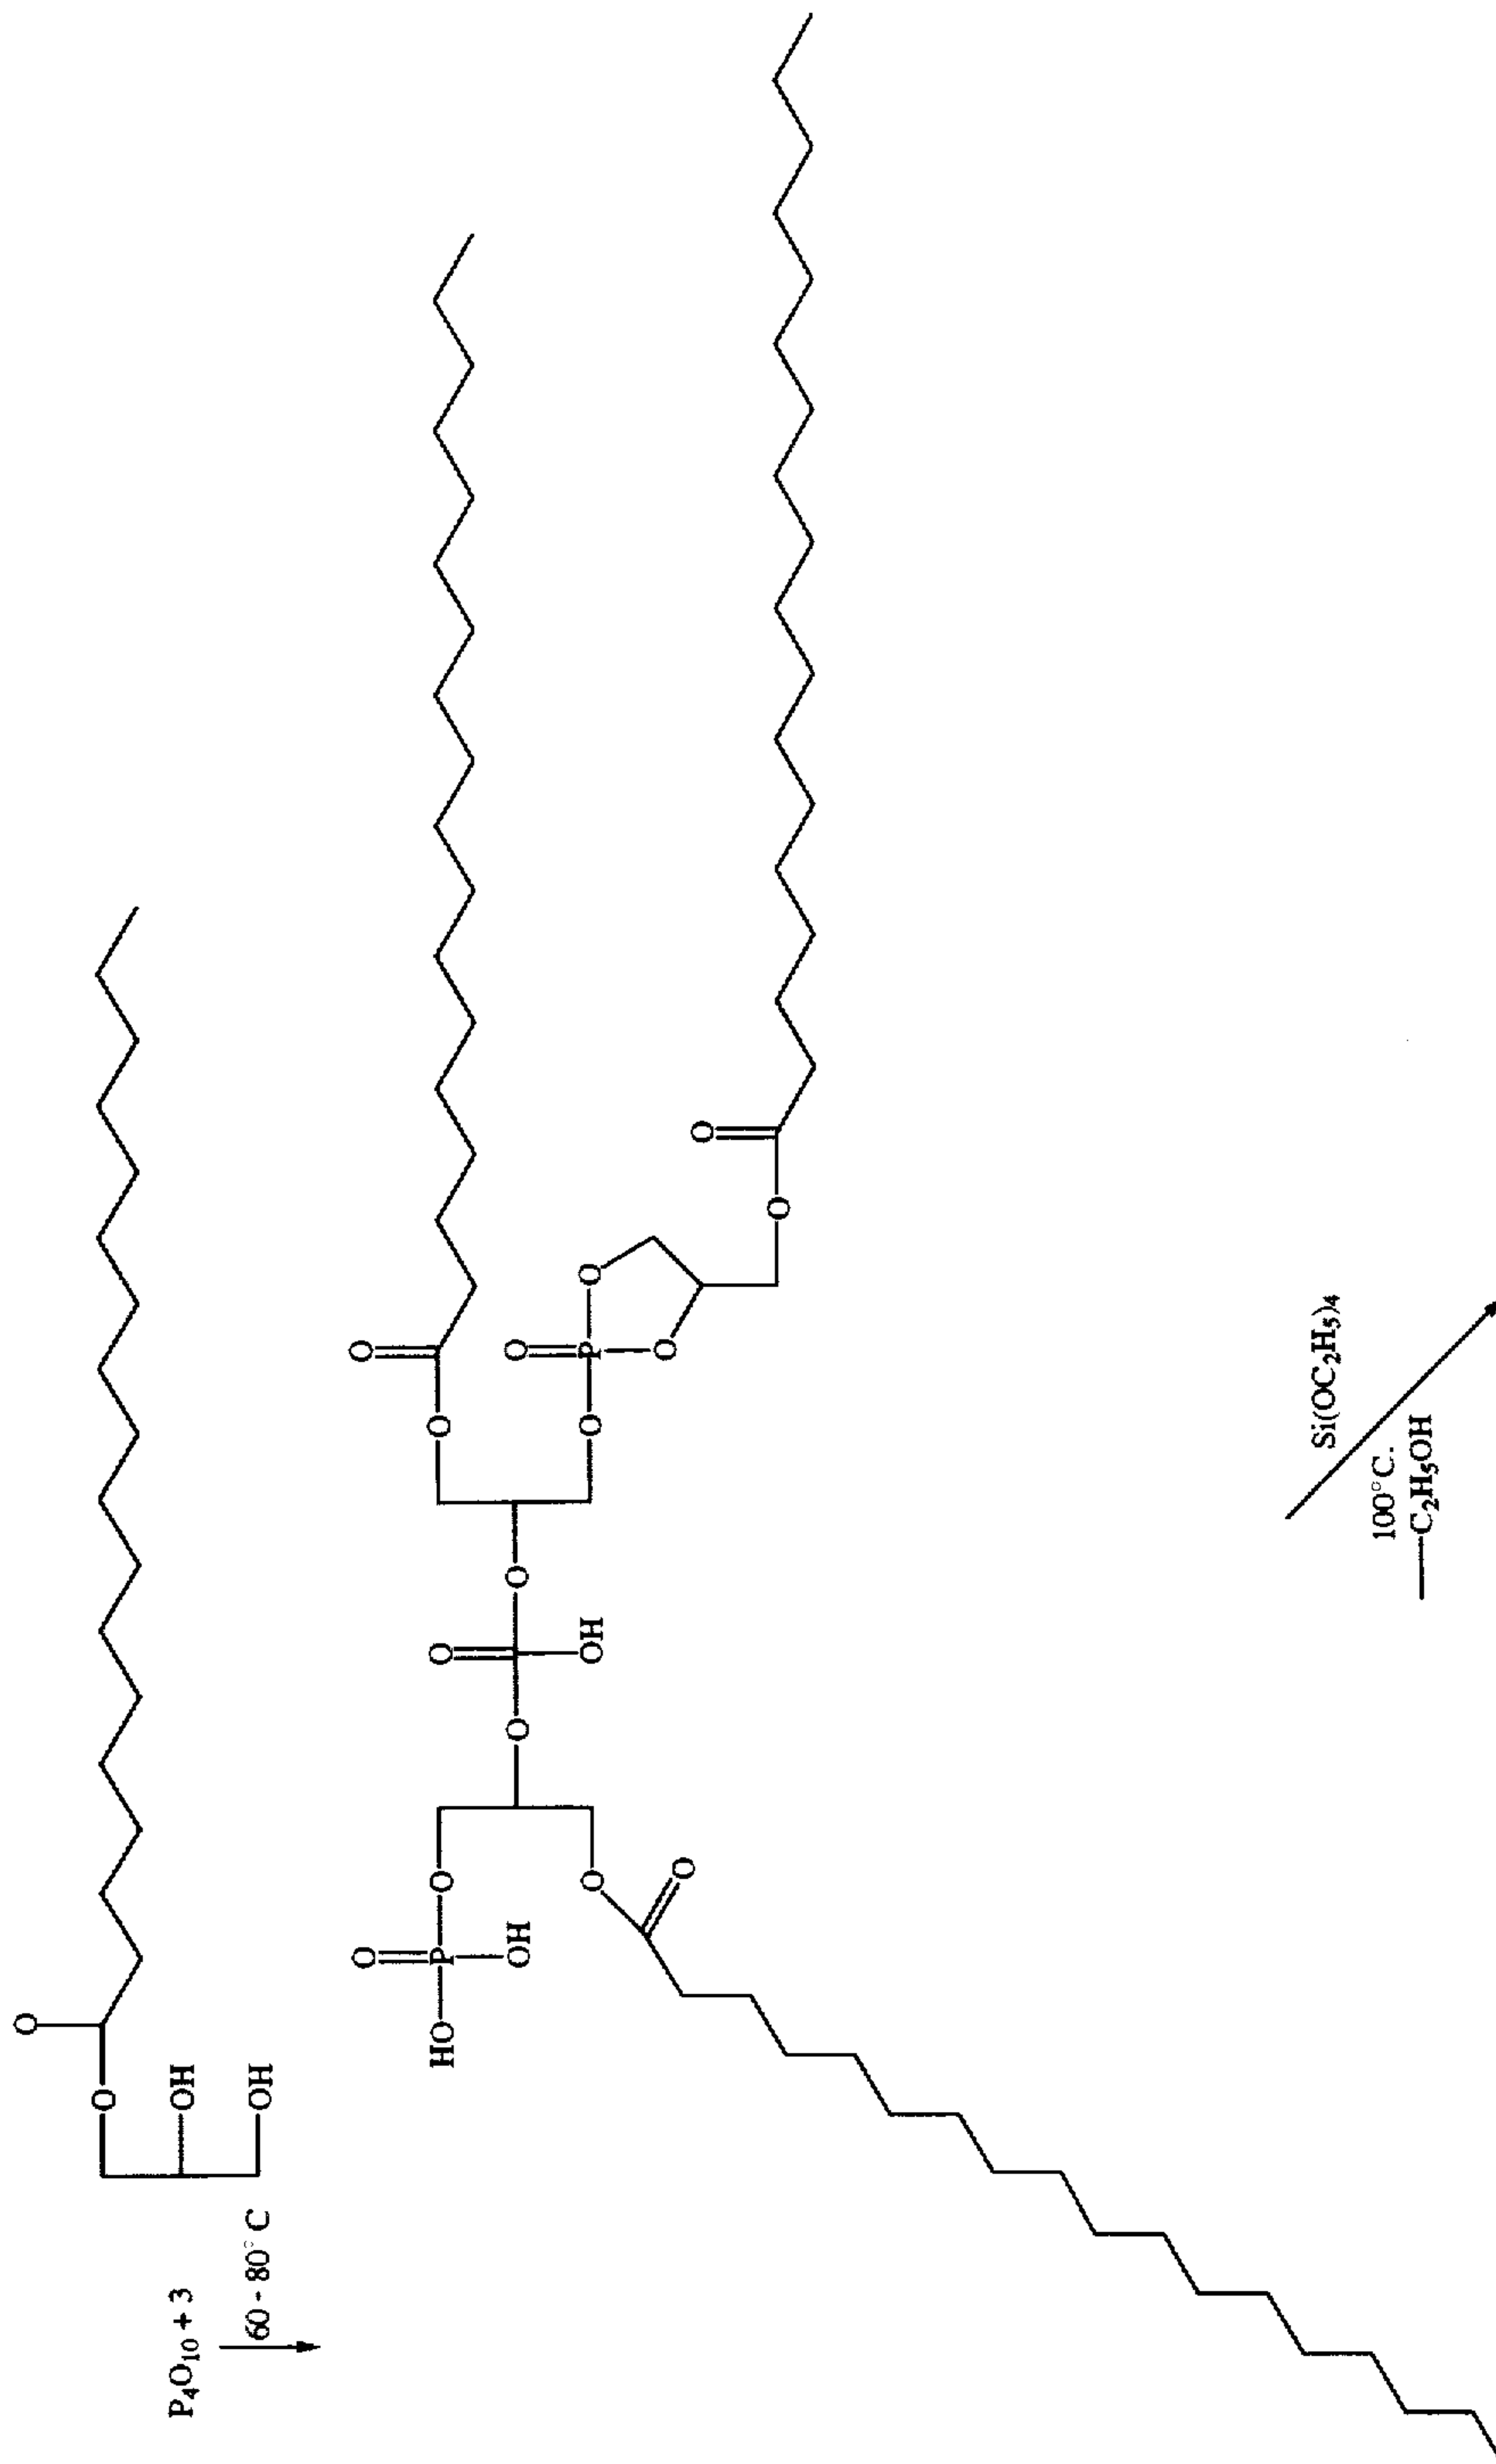 O
O
P₄O₁₀ + 3 OH
60 - 80° C OH
O O
HO P O O O
OH O O O
O OH O P O
O O
O
O
Si(OC₂H₅)₄
100°C.
—C₂H₅OH